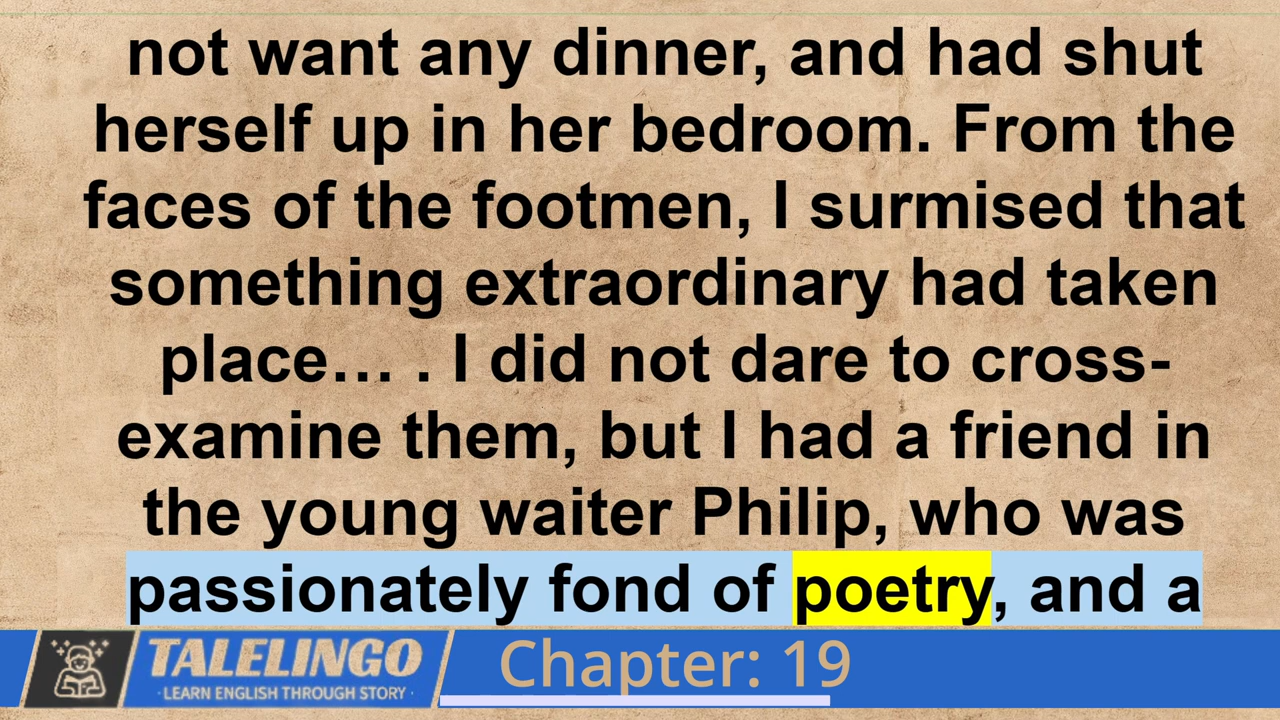 not want any dinner, and had shut
herself up in her bedroom. From the
faces of the footmen, I surmised that
something extraordinary had taken
place… . I did not dare to cross-
examine them, but I had a friend in
the young waiter Philip, who was
passionately fond of poetry, and a
TALELINGO
· LEARN ENGLISH THROUGH STORY ·
Chapter: 19